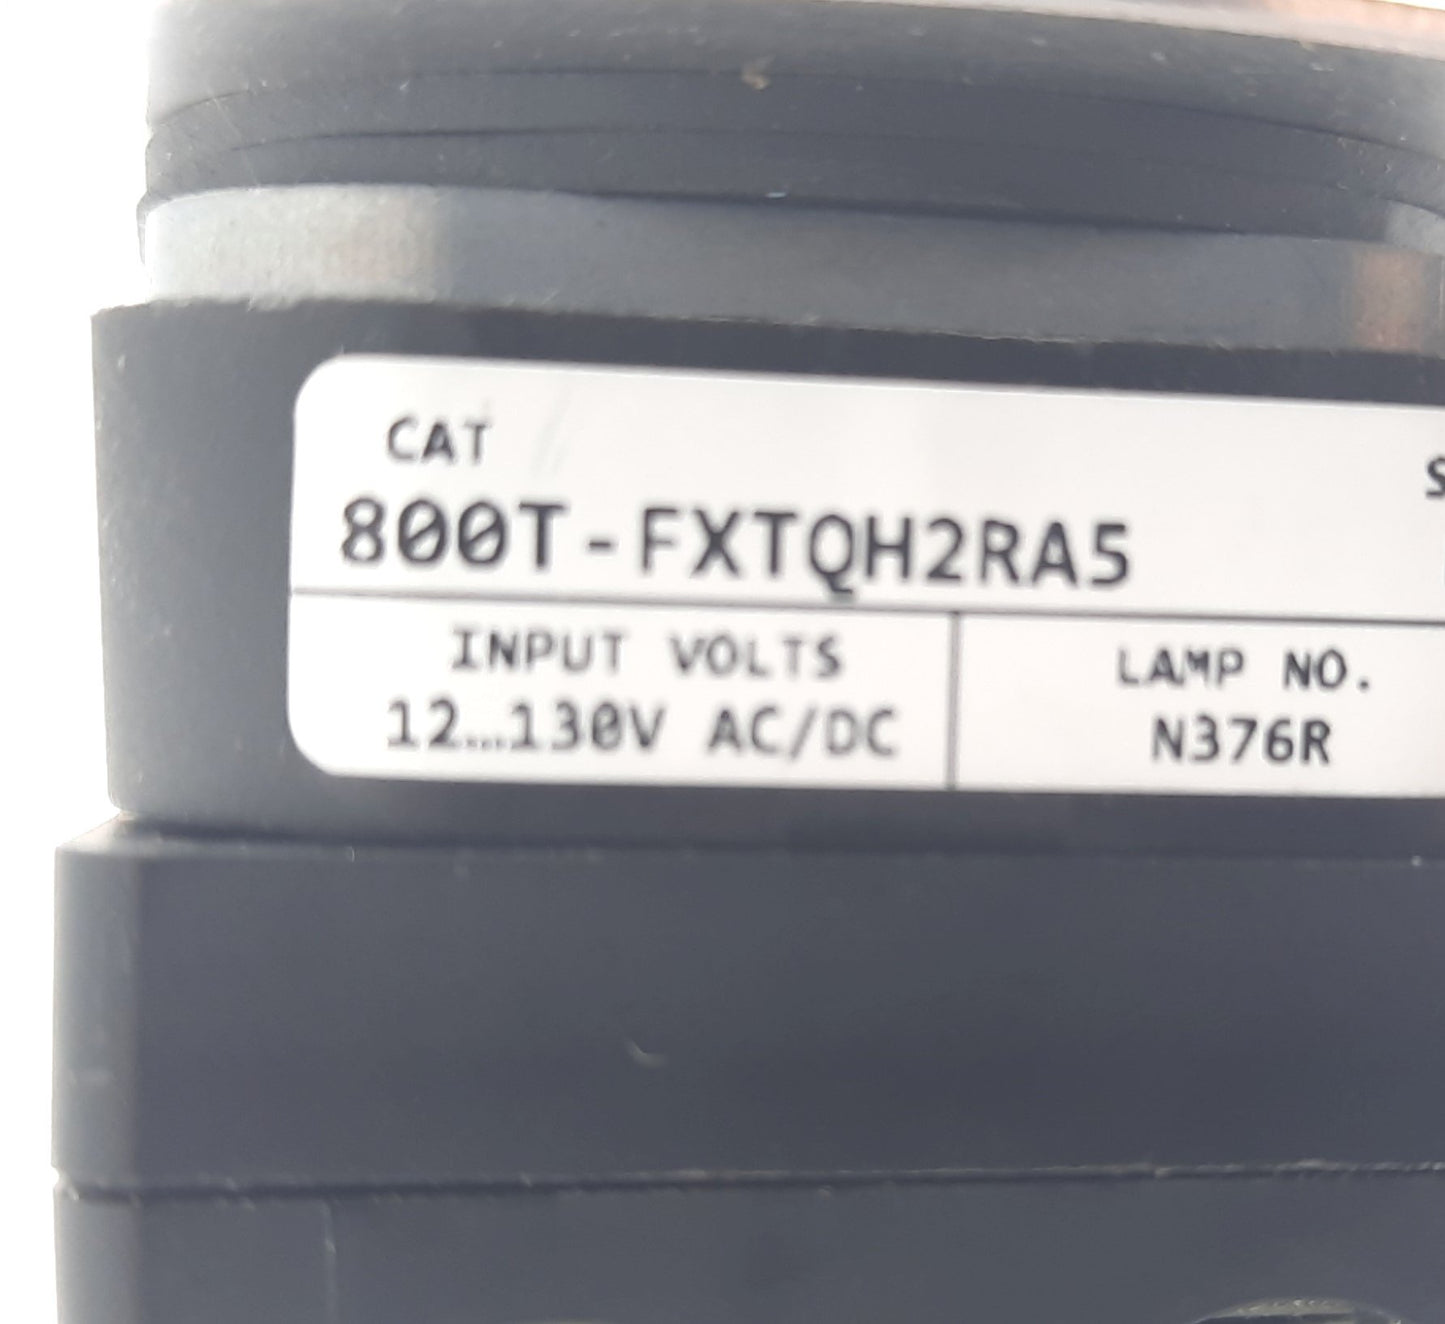 CAT
800T-FXTQH2RA5
INPUT VOLTS
12...130V AC/DC
LAMP NO.
N376R